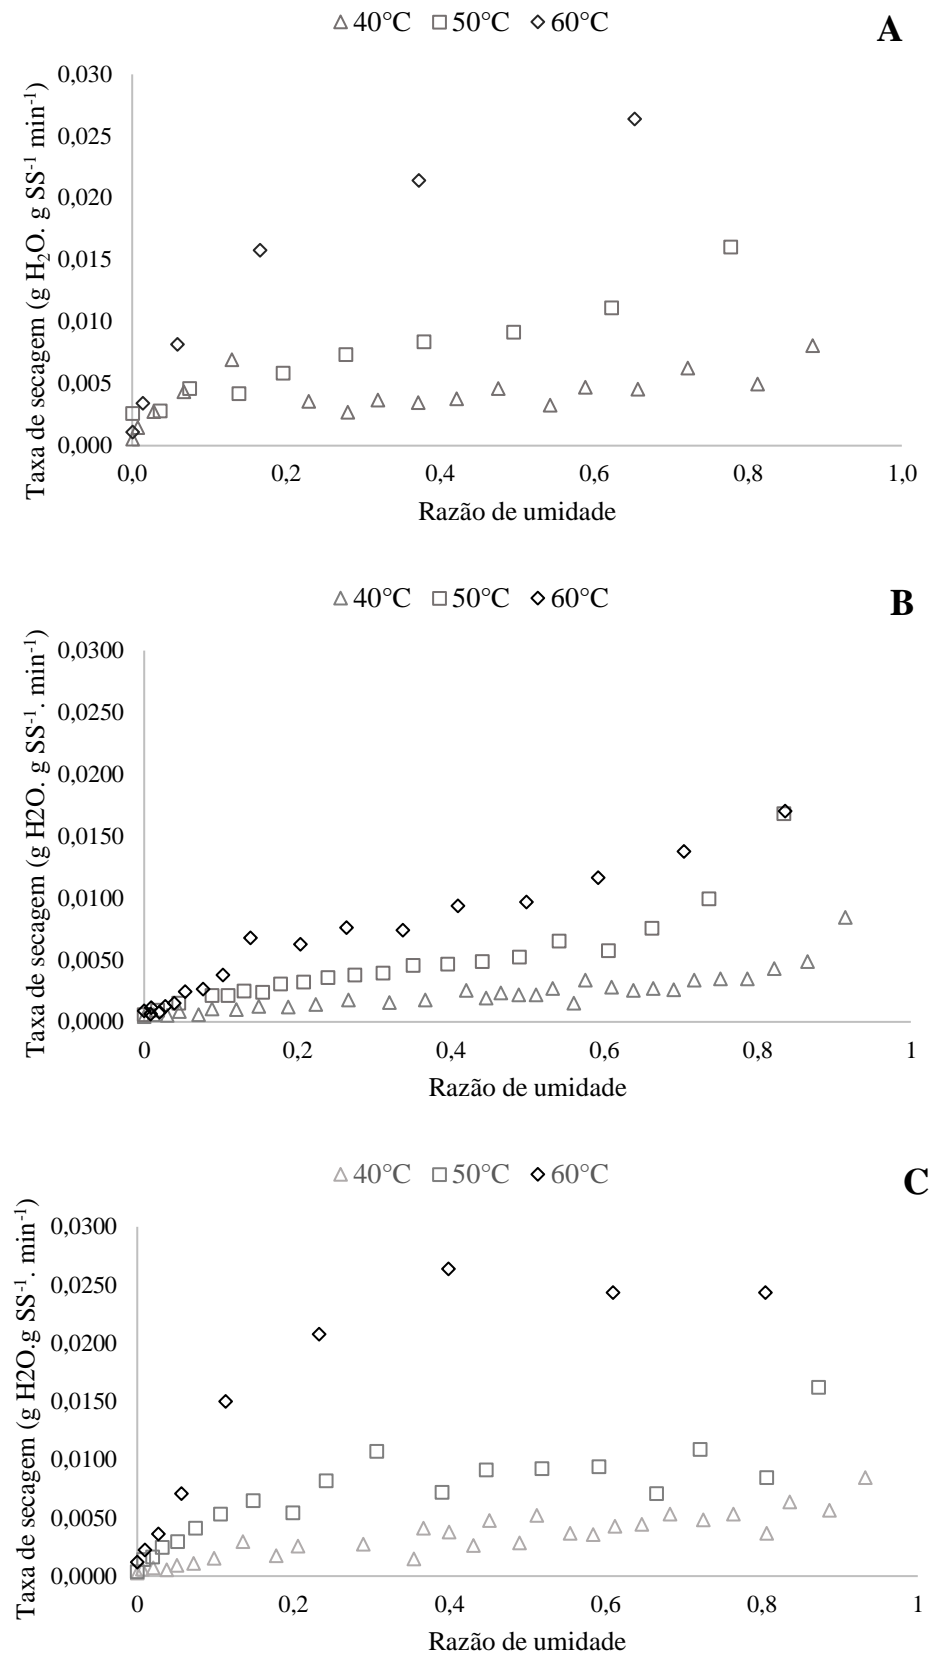 △ 40°C □ 50°C ◇ 60°C
A
Taxa de secagem (g H₂O. g SS⁻¹ min⁻¹)
0,030
0,025
0,020
0,015
0,010
0,005
0,000
0,0 0,2 0,4 0,6 0,8 1,0
Razão de umidade
△ 40°C □ 50°C ◇ 60°C
B
Taxa de secagem (g H2O. g SS⁻¹. min⁻¹)
0,0300
0,0250
0,0200
0,0150
0,0100
0,0050
0,0000
0 0,2 0,4 0,6 0,8 1
Razão de umidade
△ 40°C □ 50°C ◇ 60°C
C
Taxa de secagem (g H2O.g SS⁻¹. min⁻¹)
0,0300
0,0250
0,0200
0,0150
0,0100
0,0050
0,0000
0 0,2 0,4 0,6 0,8 1
Razão de umidade